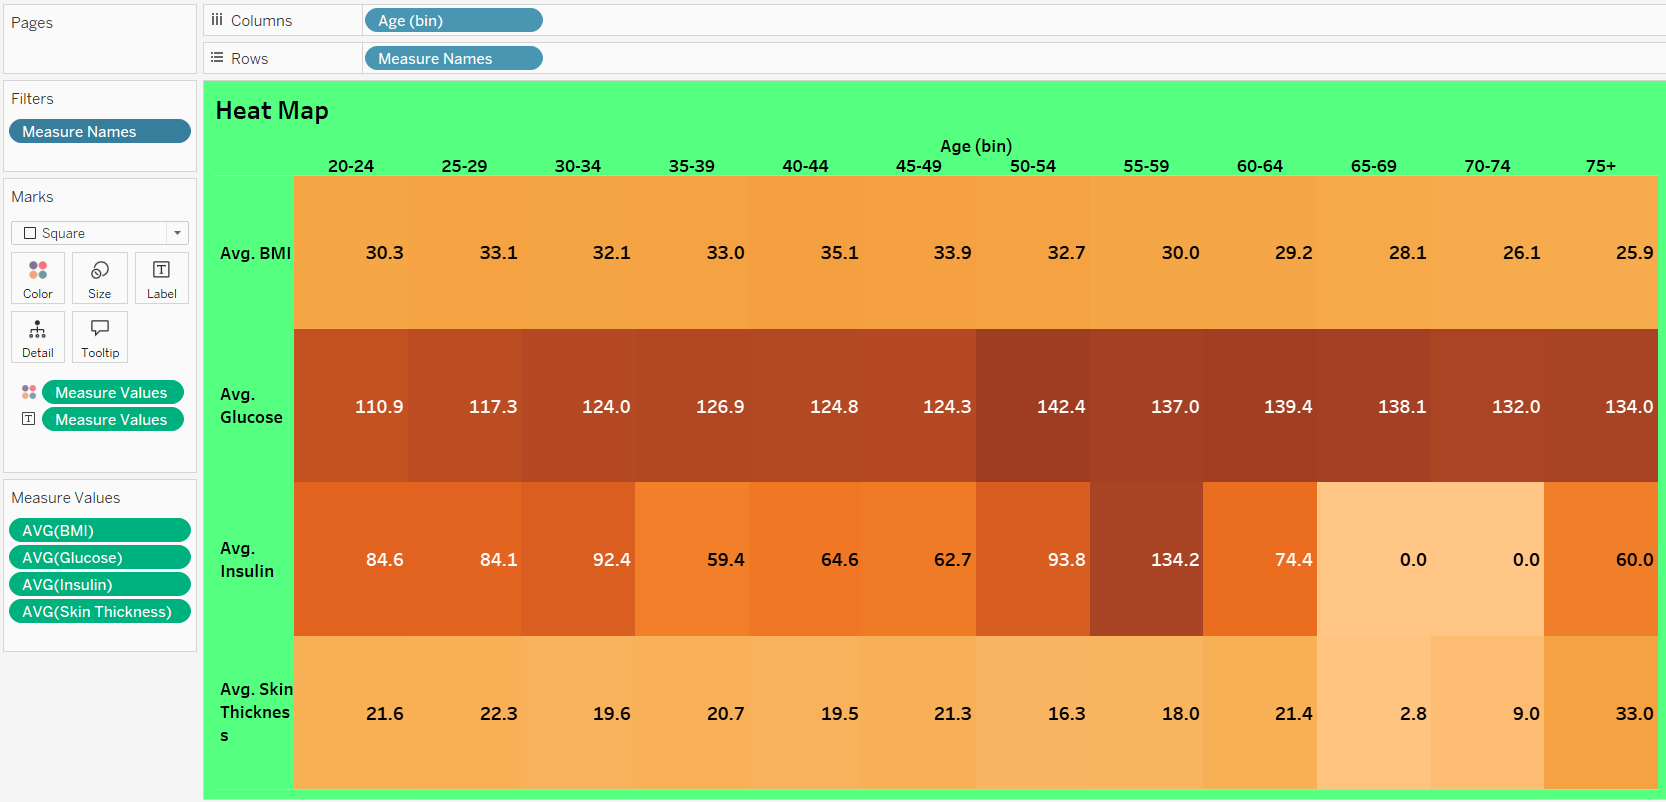 Pages
Columns
Age (bin)
Rows
Measure Names
Filters
Measure Names
Marks
Square
Color
Size
T
Label
Detail
Tooltip
Measure Values
T
Measure Values
Measure Values
AVG(BMI)
AVG(Glucose)
AVG(Insulin)
AVG(Skin Thickness)
Heat Map
Age (bin)
20-24 25-29 30-34 35-39 40-44 45-49 50-54 55-59 60-64 65-69 70-74 75+
Avg. BMI 30.3 33.1 32.1 33.0 35.1 33.9 32.7 30.0 29.2 28.1 26.1 25.9
Avg.
Glucose
110.9 117.3 124.0 126.9 124.8 124.3 142.4 137.0 139.4 138.1 132.0 134.0
Avg.
Insulin
84.6 84.1 92.4 59.4 64.6 62.7 93.8 134.2 74.4 0.0 0.0 60.0
Avg. Skin
Thicknes
s
21.6 22.3 19.6 20.7 19.5 21.3 16.3 18.0 21.4 2.8 9.0 33.0